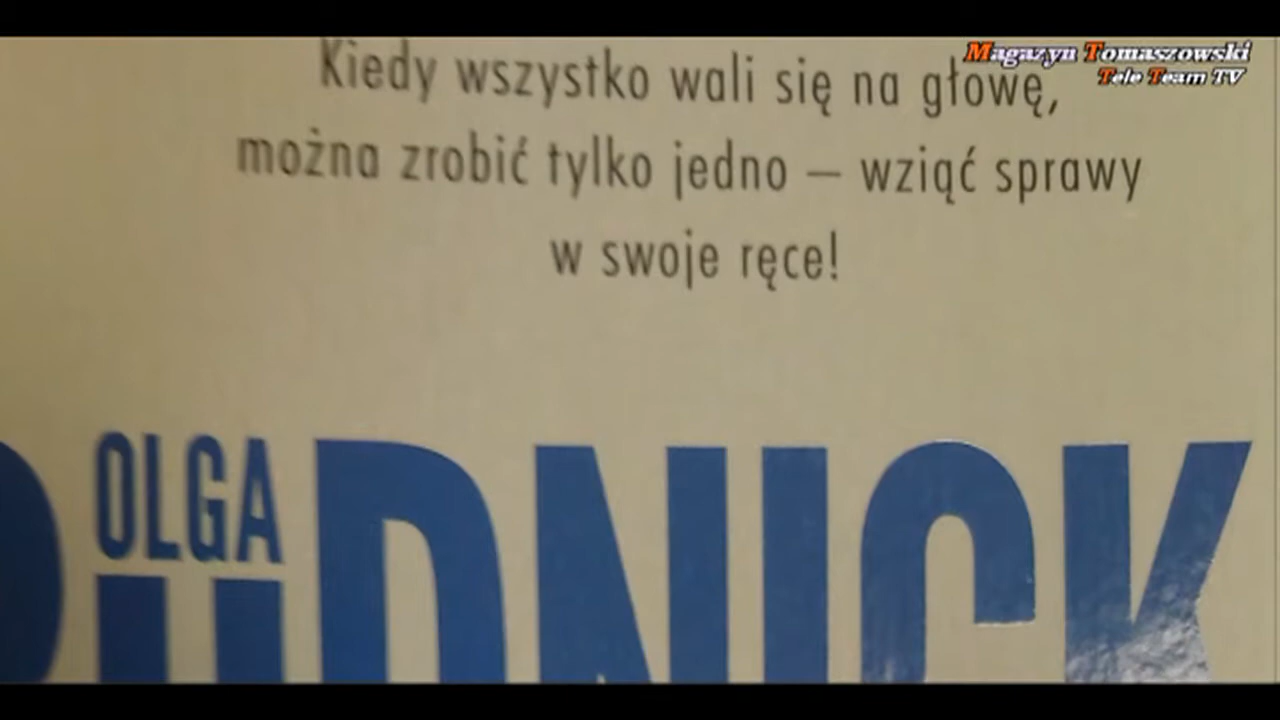 Magazyn Tomaszowski
Tele Team TV
Kiedy wszystko wali się na głowę,
można zrobić tylko jedno – wziąć sprawy
w swoje ręce!
OLGA
RUDNICK